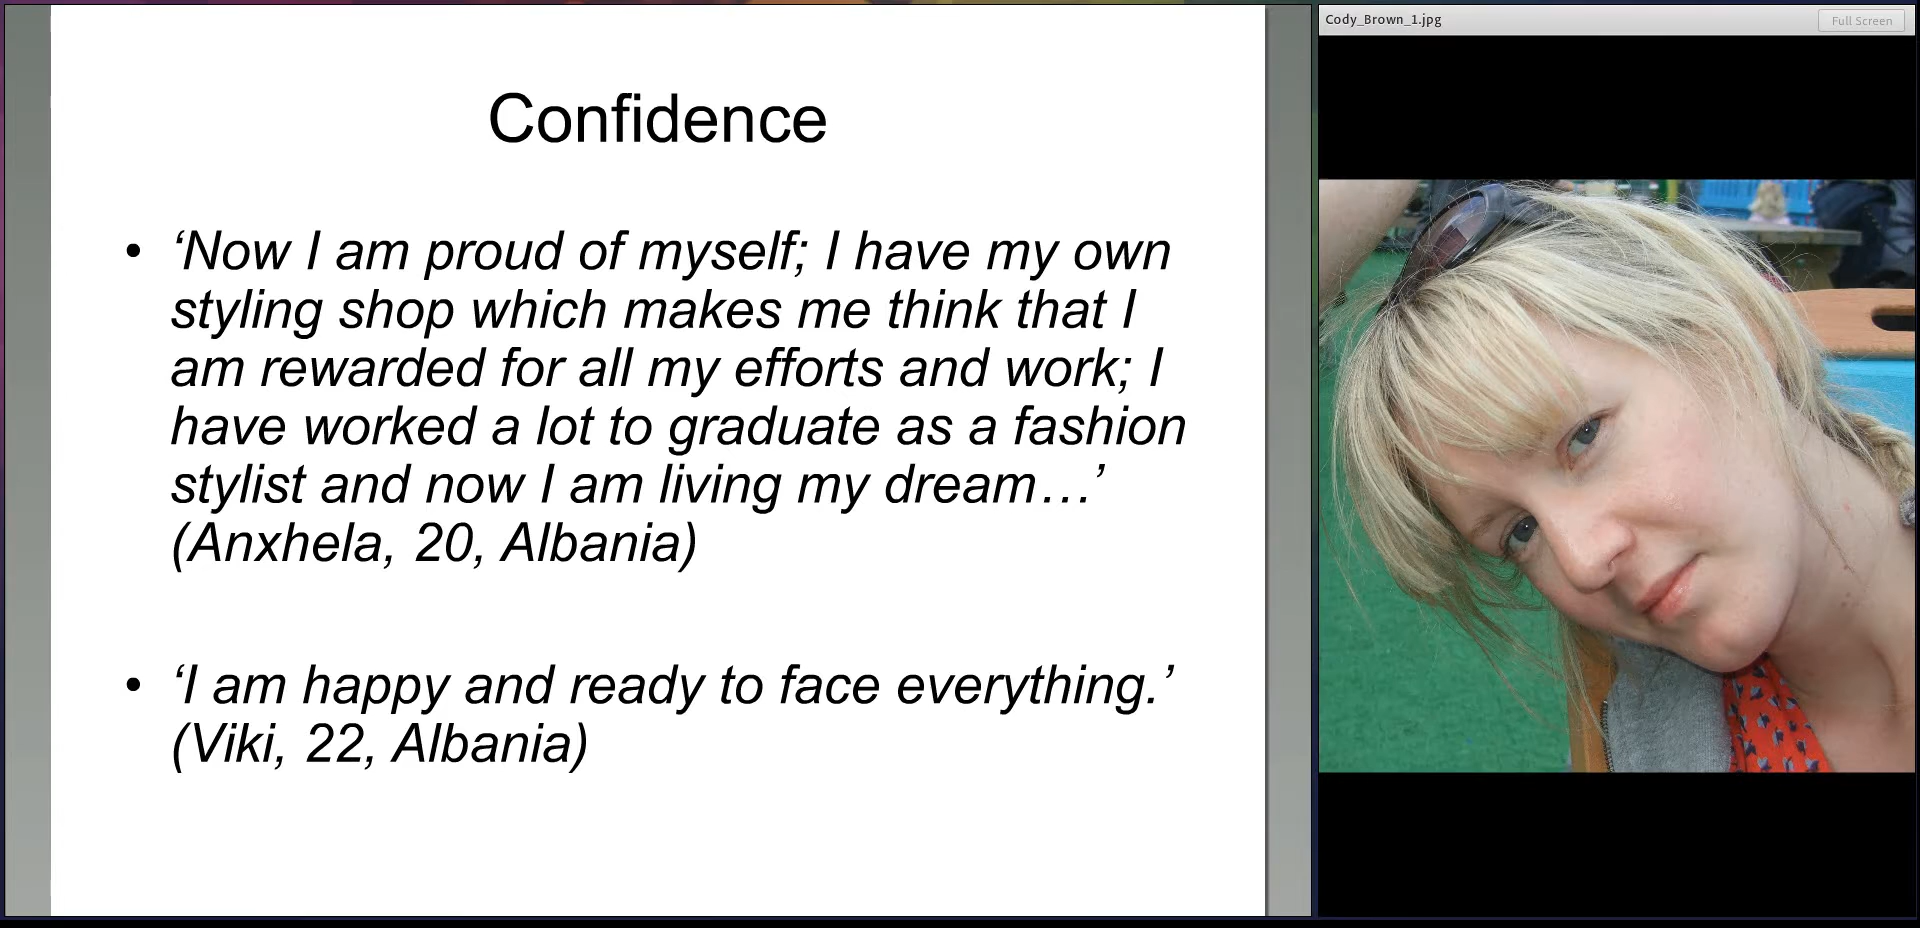 Confidence
• ‘Now I am proud of myself; I have my own
styling shop which makes me think that I
am rewarded for all my efforts and work; I
have worked a lot to graduate as a fashion
stylist and now I am living my dream…’
(Anxhela, 20, Albania)
• ‘I am happy and ready to face everything.’
(Viki, 22, Albania)
Cody_Brown_1.jpg
Full Screen